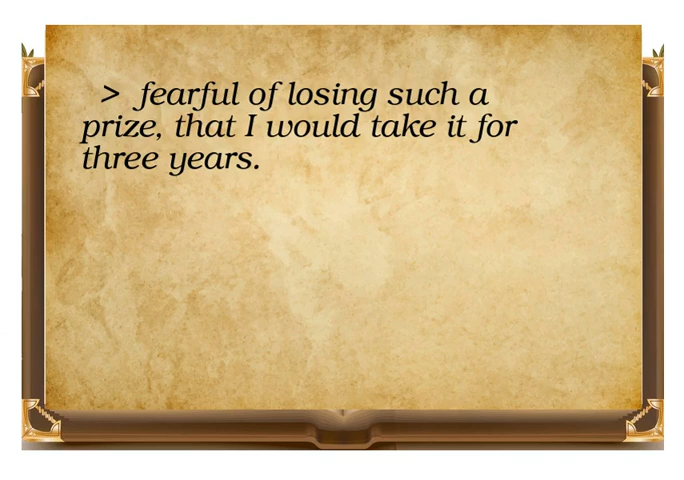 > fearful of losing such a
prize, that I would take it for
three years.